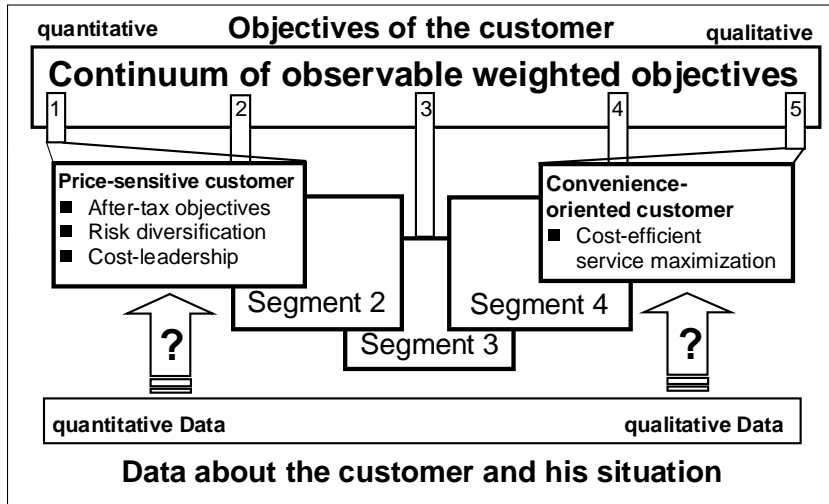 quantitative Objectives of the customer qualitative
Continuum of observable weighted objectives
1 2 3 4 5
Price-sensitive customer
■ After-tax objectives
■ Risk diversification
■ Cost-leadership
Segment 2
Segment 3
Segment 4
Convenience-
oriented customer
■ Cost-efficient
service maximization
? ?
quantitative Data qualitative Data
Data about the customer and his situation